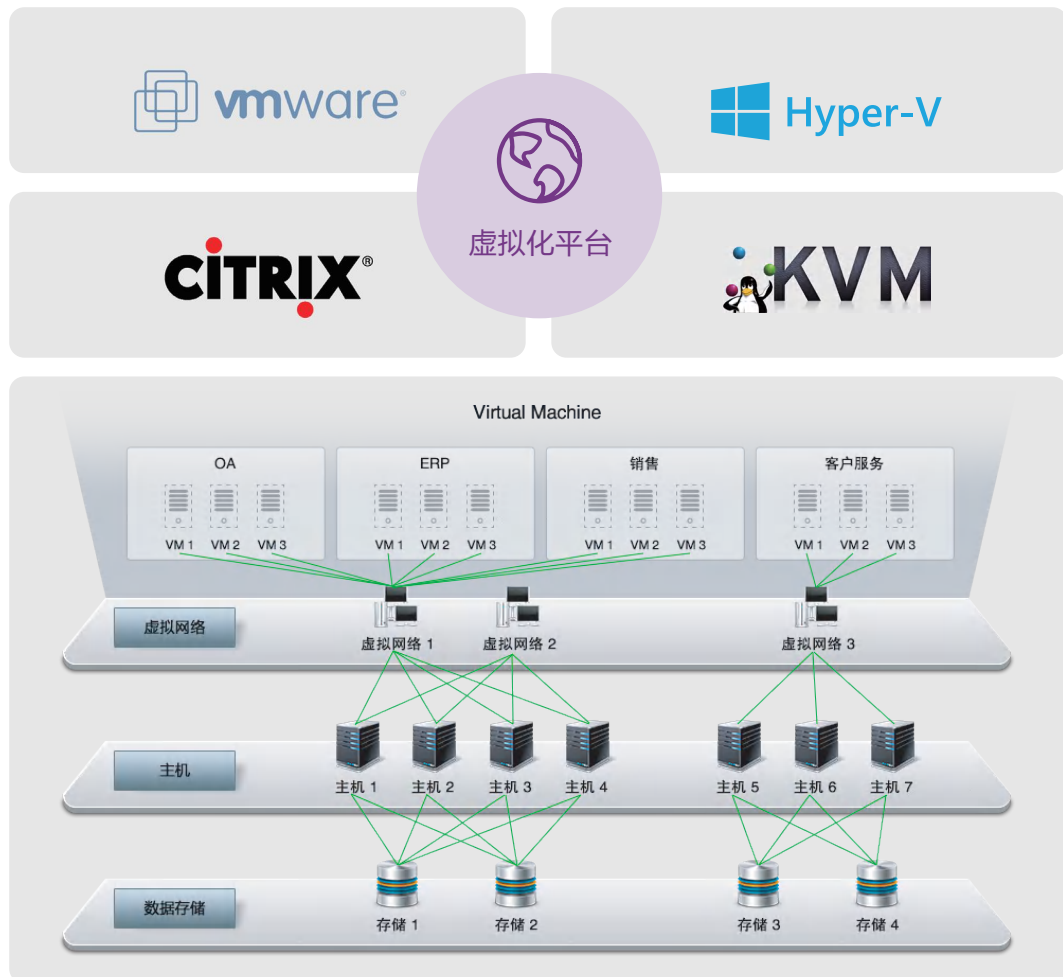 vmware®
Hyper-V
虚拟化平台
CİTRIX®
KVM
Virtual Machine
OA
ERP
销售
客户服务
VM 1 VM 2 VM 3
VM 1 VM 2 VM 3
VM 1 VM 2 VM 3
VM 1 VM 2 VM 3
虚拟网络
虚拟网络 1
虚拟网络 2
虚拟网络 3
主机
主机 1
主机 2
主机 3
主机 4
主机 5
主机 6
主机 7
数据存储
存储 1
存储 2
存储 3
存储 4